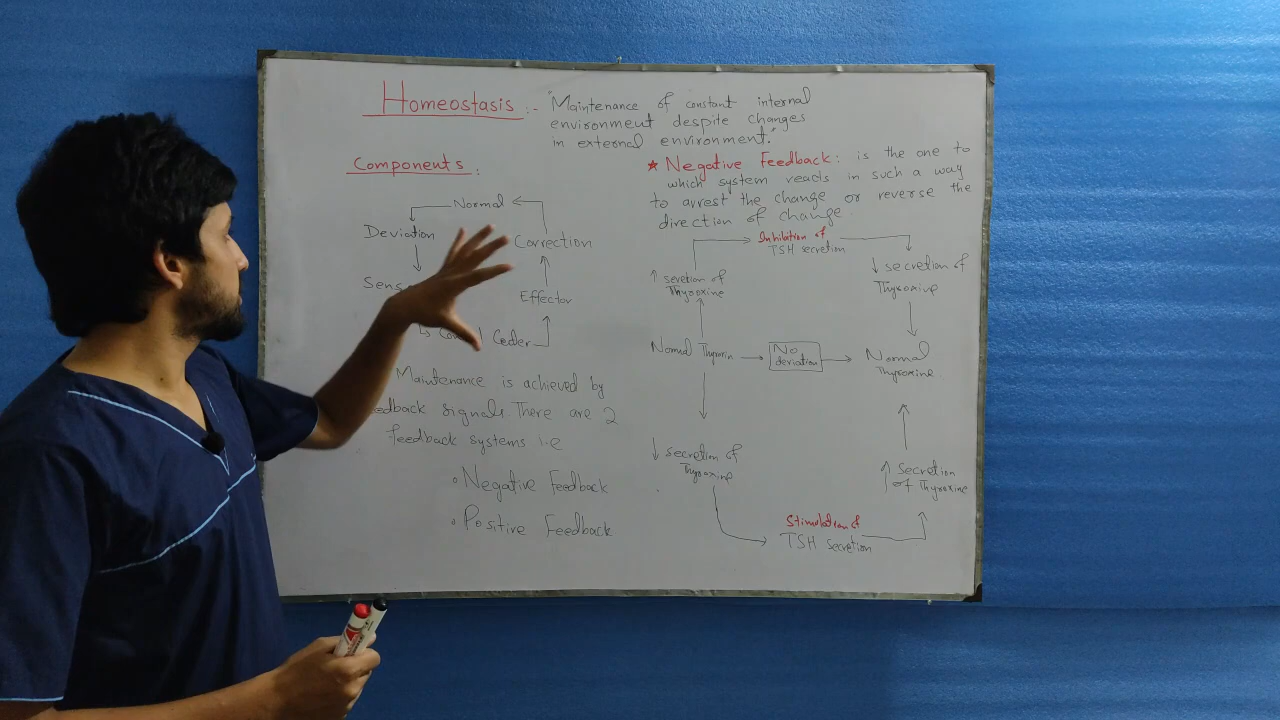 Homeostasis :- "Maintenance of constant internal
environment despite changes
in external environment."
Components :
Normal
Deviation
Correction
Effector
Maintenance is achieved by
signals. There are 2
feedback systems i.e
• Negative Feedback
• Positive Feedback
* Negative Feedback : is the one to
which system reads in such a way
to arrest the change or reverse the
direction of change
Inhibition of
TSH secretion
↑ secretion of
Thyroxine
↓ secretion of
Thyroxine
Normal Thyroxin → No
deviation → Normal
Thyroxine
↓ secretion of
Thyroxine
↑ Secretion
of Thyroxine
Stimulation of
TSH secretion